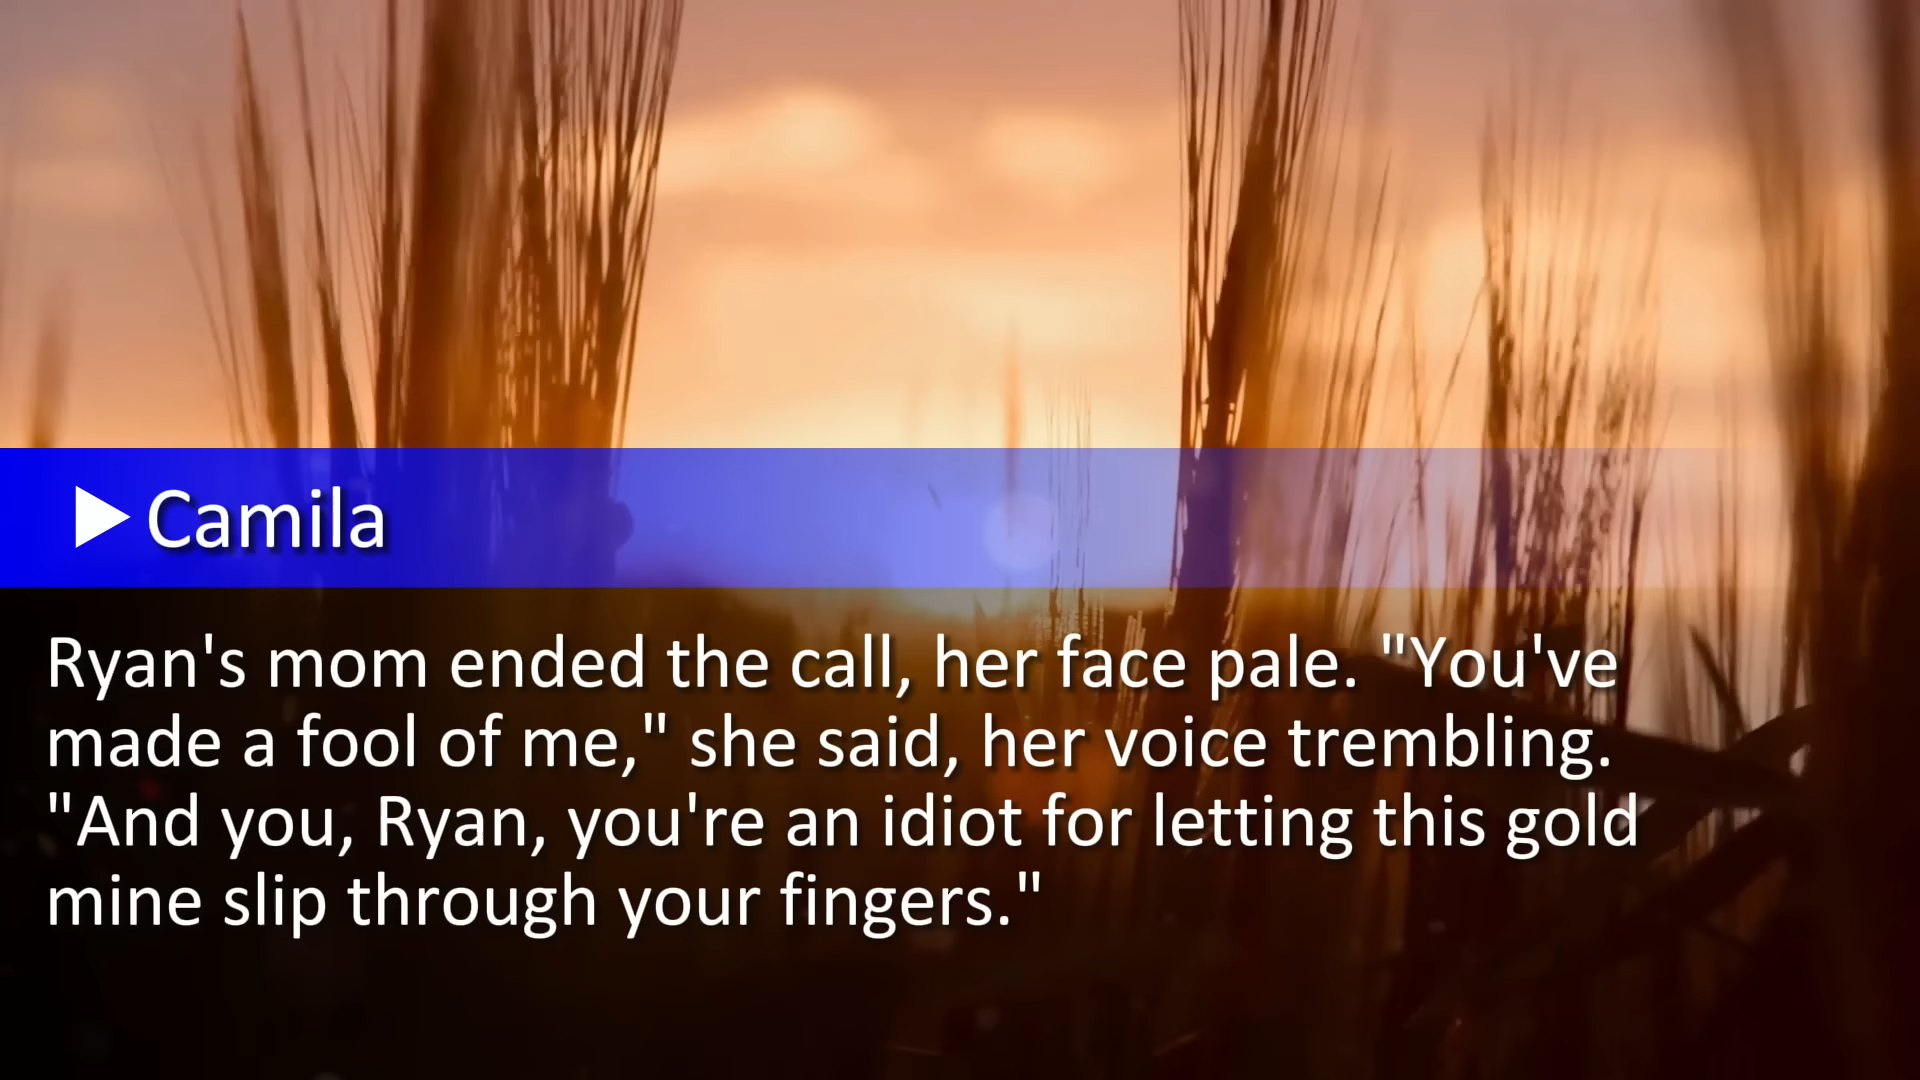 Camila
Ryan's mom ended the call, her face pale. "You've
made a fool of me," she said, her voice trembling.
"And you, Ryan, you're an idiot for letting this gold
mine slip through your fingers."